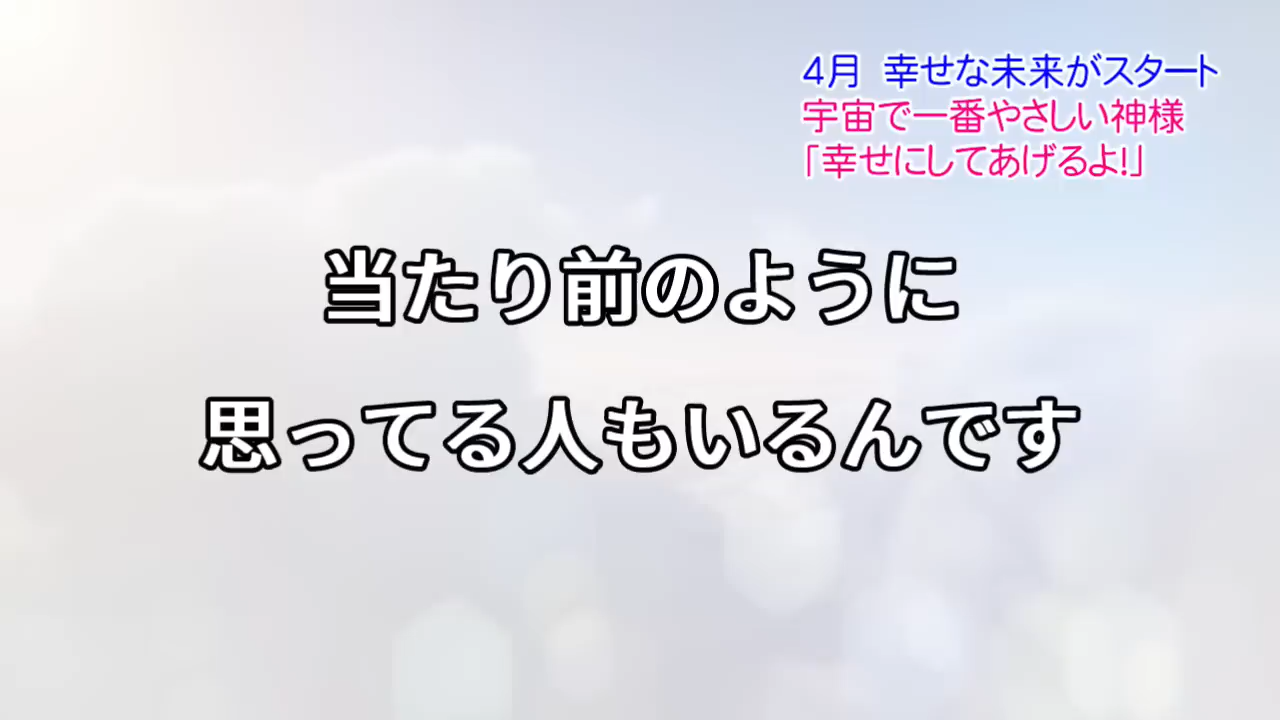 4月 幸せな未来がスタート
宇宙で一番やさしい神様
「幸せにしてあげるよ!」
当たり前のように
思ってる人もいるんです